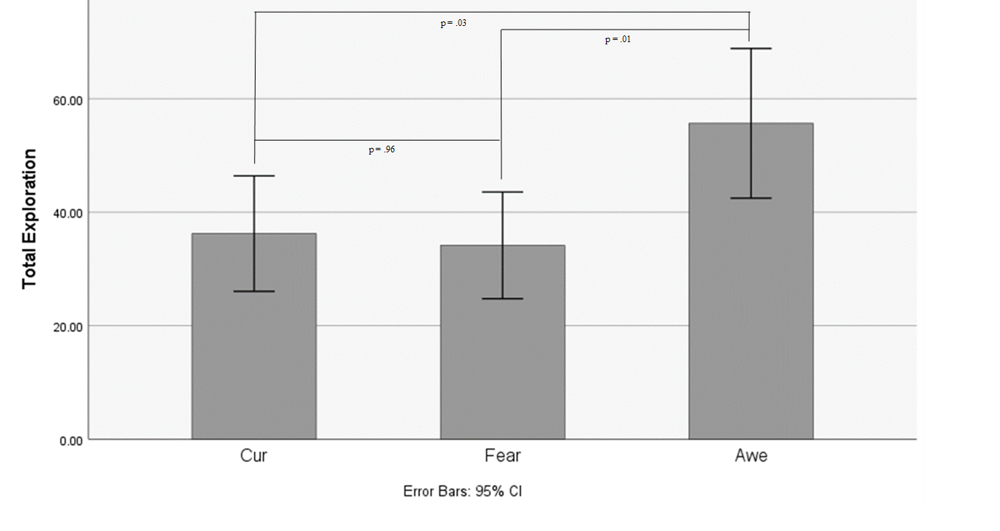 p = .03
p = .01
60.00
p = .96
40.00
Total Exploration
20.00
0.00
Cur
Fear
Awe
Error Bars: 95% CI